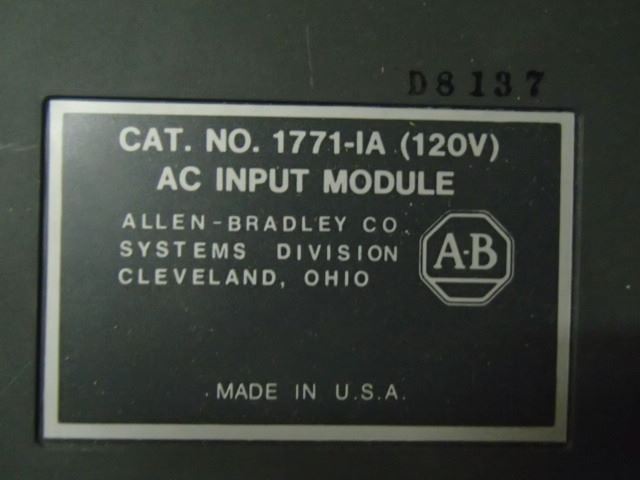 D8137
CAT. NO. 1771-IA (120V)
AC INPUT MODULE
ALLEN-BRADLEY CO.
SYSTEMS DIVISION
CLEVELAND, OHIO
A-B
MADE IN U.S.A.